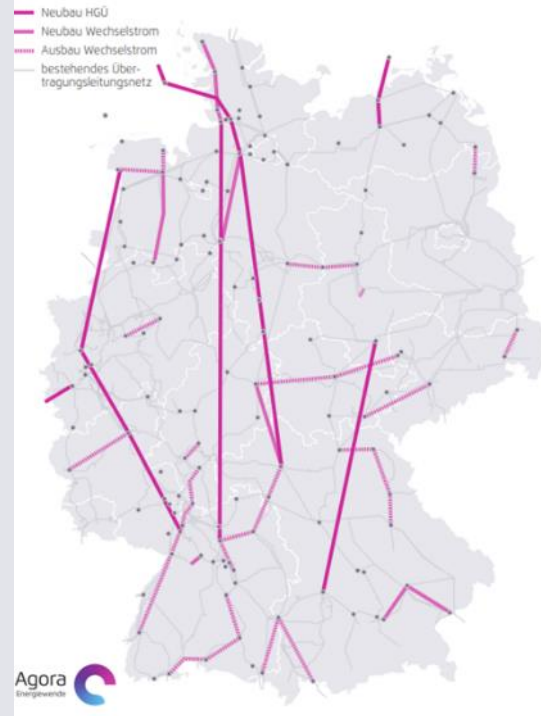 Neubau HGÜ
Neubau Wechselstrom
Ausbau Wechselstrom
bestehendes Über-
tragungsleitungsnetz
Agora
Energiewende